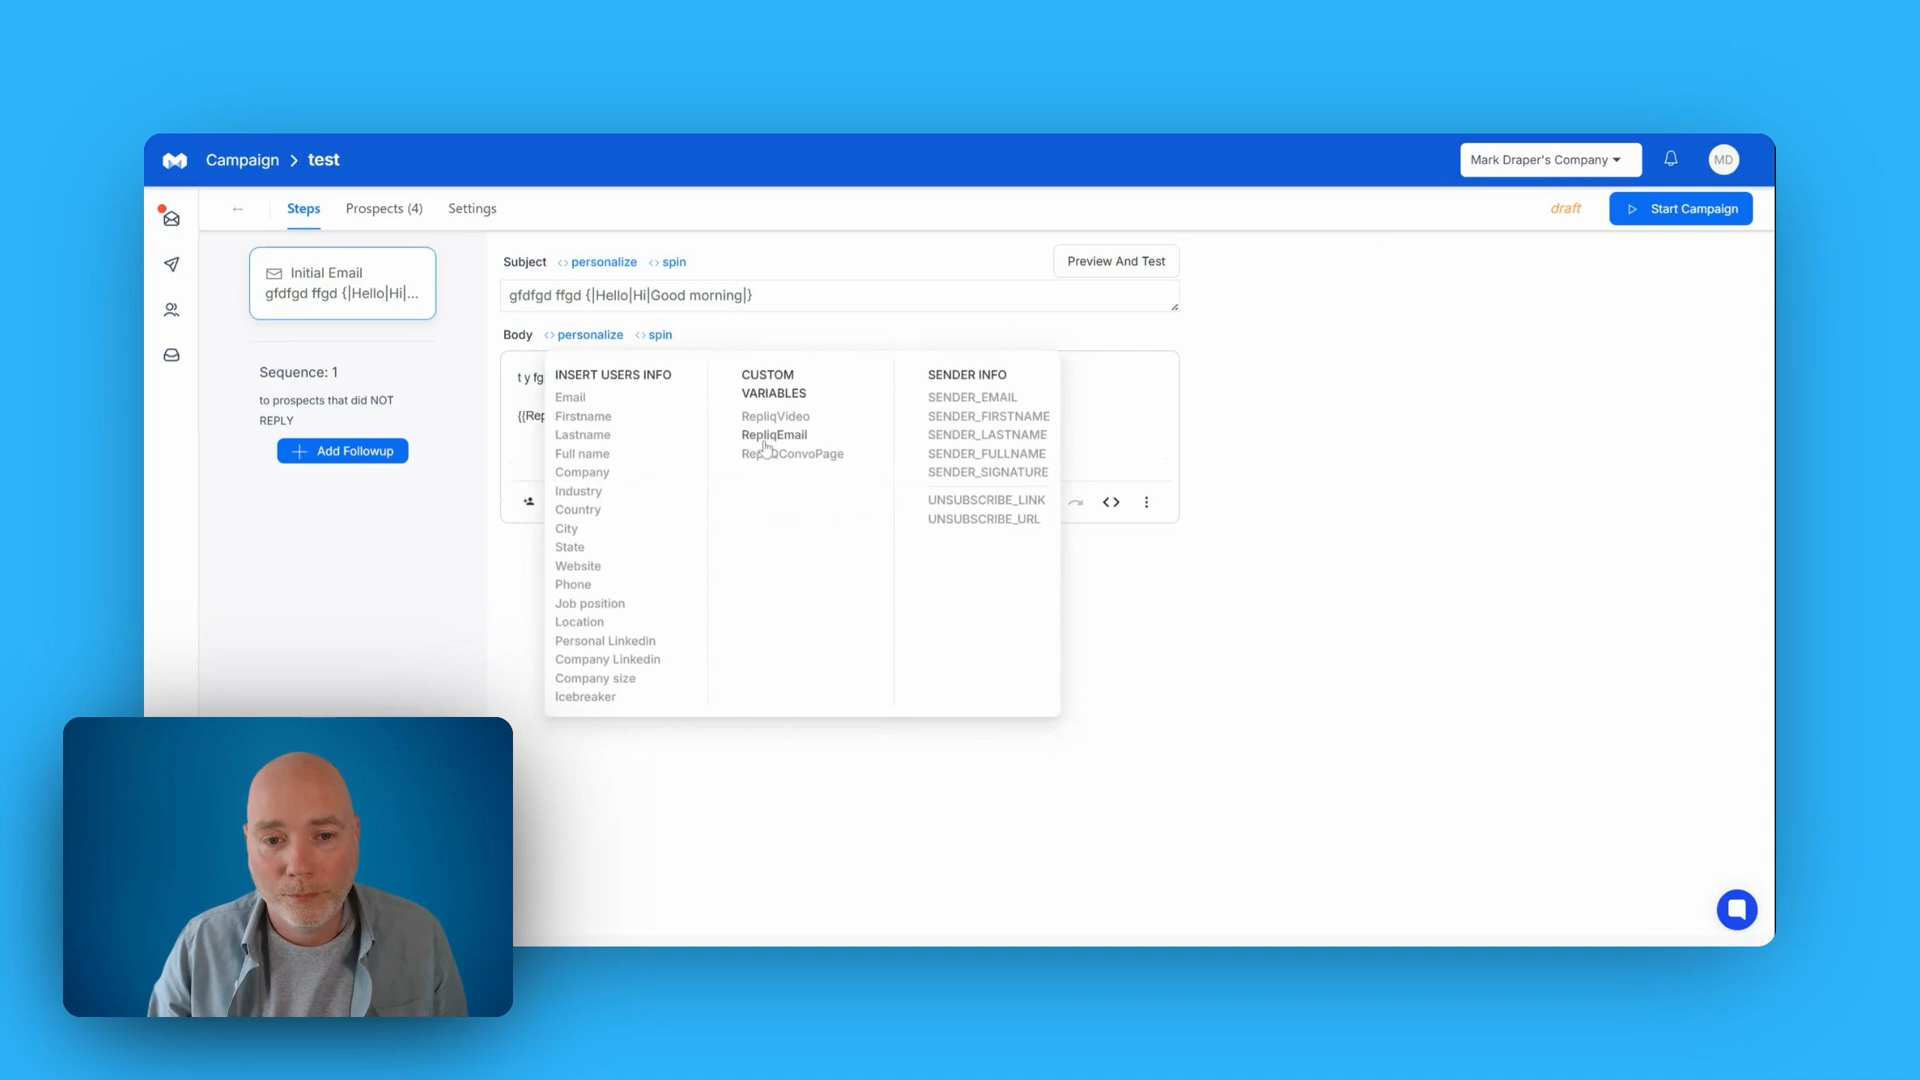 Campaign > test
Mark Draper's Company
MD
Steps
Prospects (4)
Settings
draft
Start Campaign
Initial Email
gfdfgd ffgd {|Hello|Hi|...
Sequence: 1
to prospects that did NOT
REPLY
Add Followup
Subject <> personalize <> spin
Preview And Test
gfdfgd ffgd {|Hello|Hi|Good morning|}
Body <> personalize <> spin
t y fg
{{Rep
INSERT USERS INFO
Email
Firstname
Lastname
Full name
Company
Industry
Country
City
State
Website
Phone
Job position
Location
Personal Linkedin
Company Linkedin
Company size
Icebreaker
CUSTOM
VARIABLES
RepliqVideo
RepliqEmail
SENDER INFO
SENDER_EMAIL
SENDER_FIRSTNAME
SENDER_LASTNAME
SENDER_FULLNAME
SENDER_SIGNATURE
UNSUBSCRIBE_LINK
UNSUBSCRIBE_URL